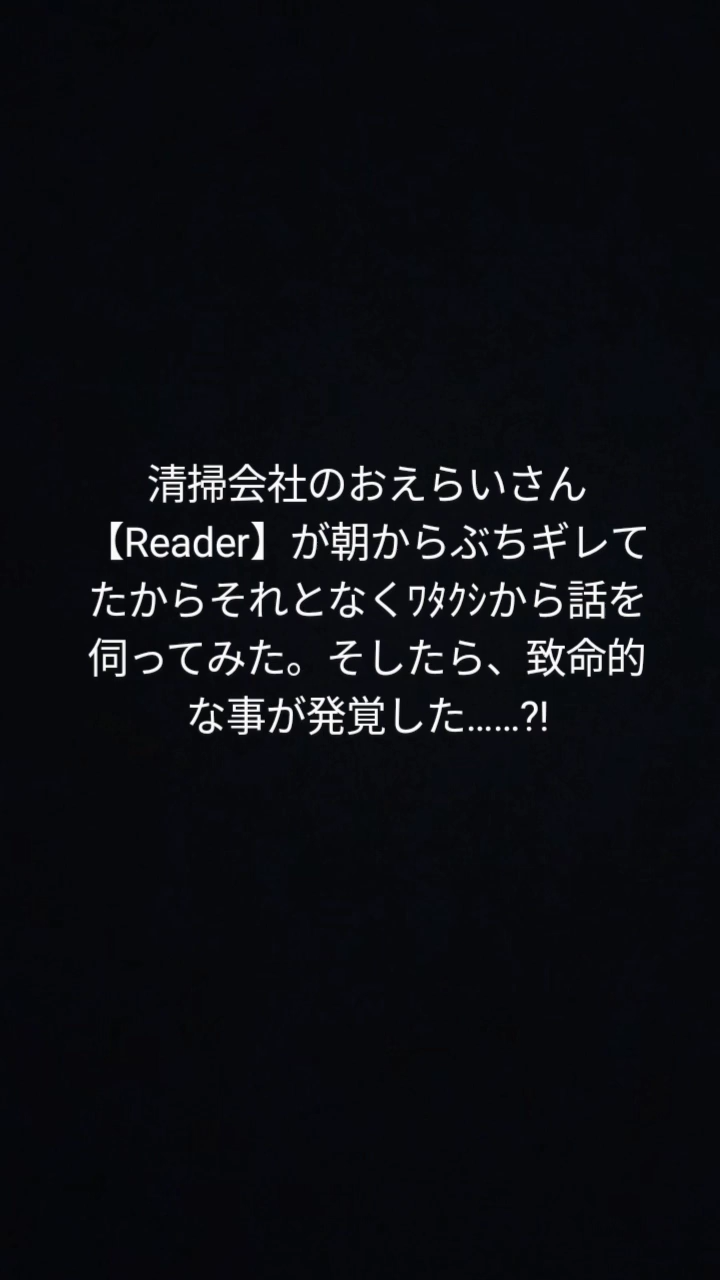 清掃会社のおえらいさん
【Reader】が朝からぶちギレて
たからそれとなくﾜﾀｸｼから話を
伺ってみた。そしたら、致命的
な事が発覚した……?!